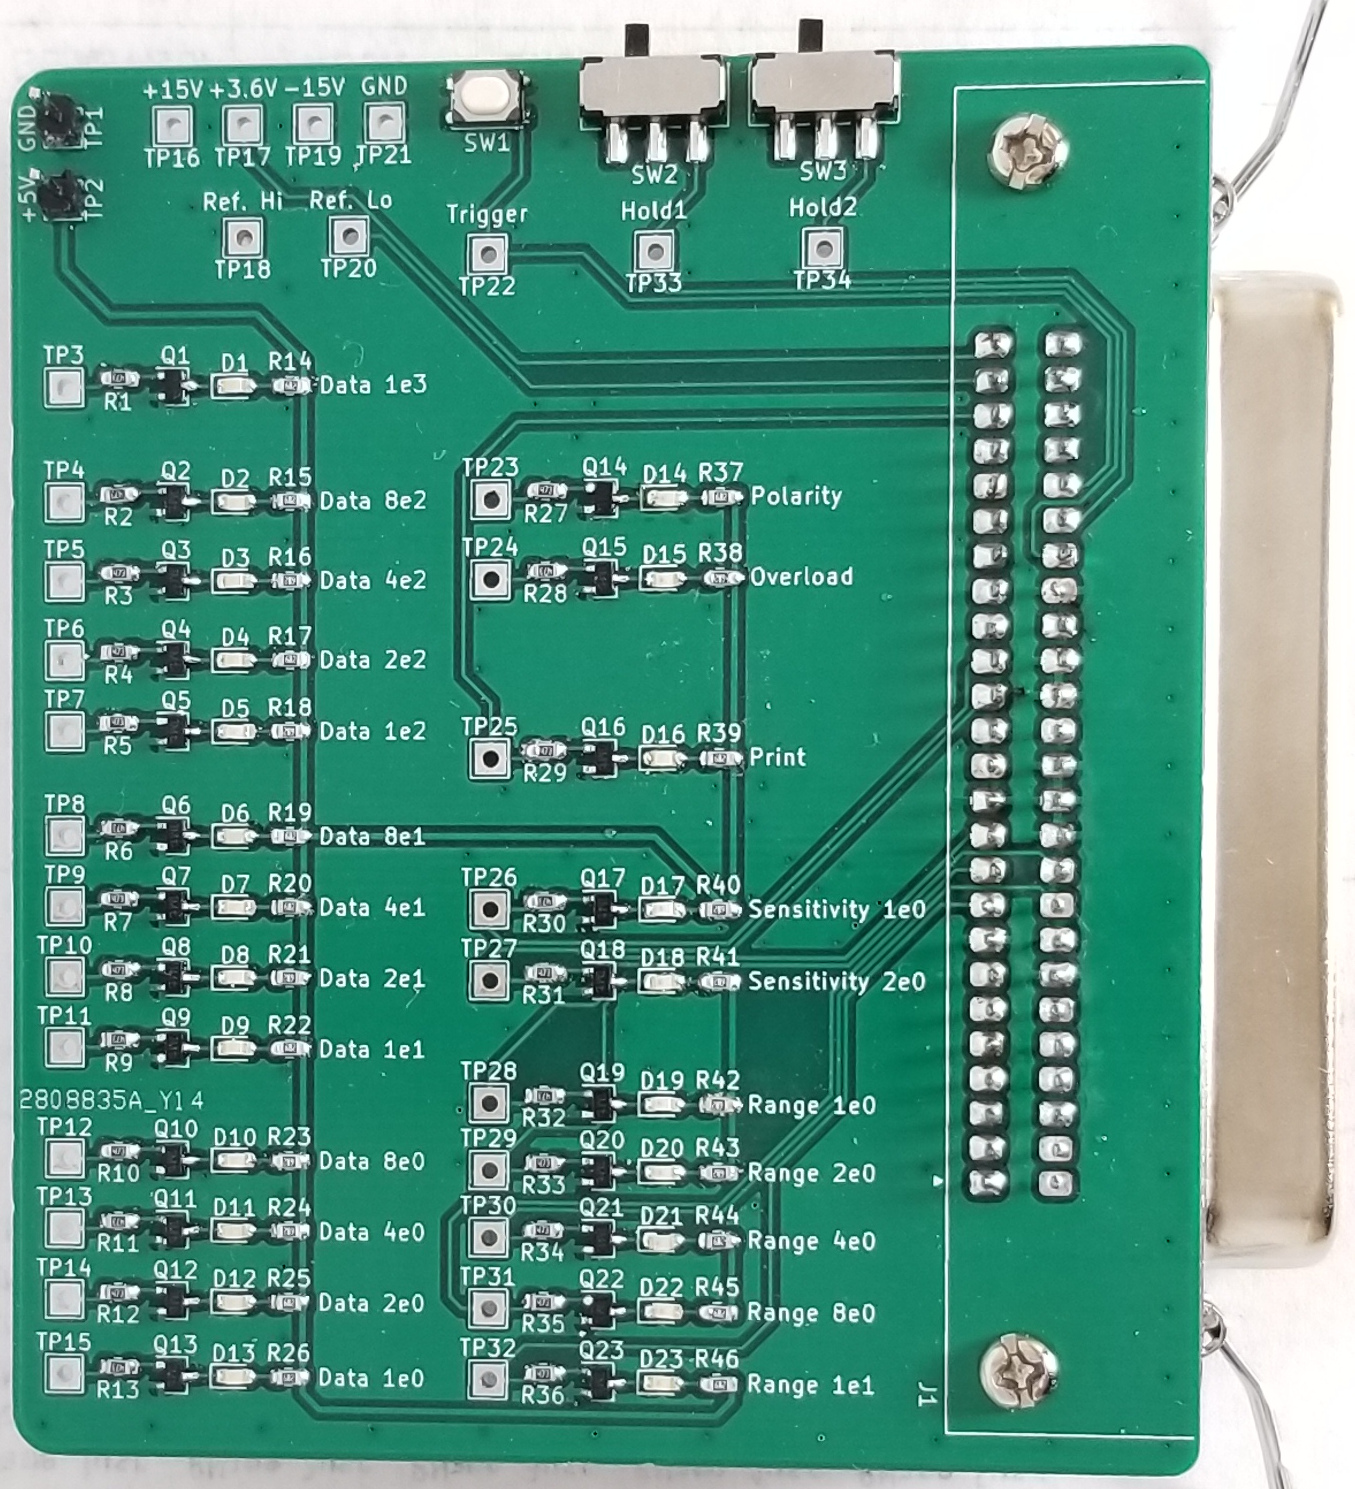 +15V +3.6V -15V GND
TP16 TP17 TP19 TP21
GND TP1
+5V TP2
SW1 SW2 SW3
Ref. Hi Ref. Lo Trigger Hold1 Hold2
TP18 TP20 TP22 TP33 TP34
TP3 R1 Q1 D1 R14 Data 1e3
TP4 R2 Q2 D2 R15 Data 8e2
TP5 R3 Q3 D3 R16 Data 4e2
TP6 R4 Q4 D4 R17 Data 2e2
TP7 R5 Q5 D5 R18 Data 1e2
TP8 R6 Q6 D6 R19 Data 8e1
TP9 R7 Q7 D7 R20 Data 4e1
TP10 R8 Q8 D8 R21 Data 2e1
TP11 R9 Q9 D9 R22 Data 1e1
2808835A_Y14
TP12 R10 Q10 D10 R23 Data 8e0
TP13 R11 Q11 D11 R24 Data 4e0
TP14 R12 Q12 D12 R25 Data 2e0
TP15 R13 Q13 D13 R26 Data 1e0
TP23 R27 Q14 D14 R37 Polarity
TP24 R28 Q15 D15 R38 Overload
TP25 R29 Q16 D16 R39 Print
TP26 R30 Q17 D17 R40 Sensitivity 1e0
TP27 R31 Q18 D18 R41 Sensitivity 2e0
TP28 R32 Q19 D19 R42 Range 1e0
TP29 R33 Q20 D20 R43 Range 2e0
TP30 R34 Q21 D21 R44 Range 4e0
TP31 R35 Q22 D22 R45 Range 8e0
TP32 R36 Q23 D23 R46 Range 1e1
J1